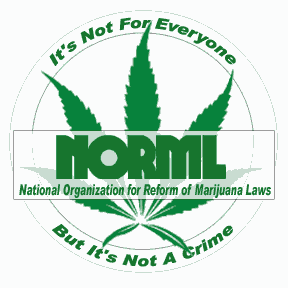 It's Not For Everyone
NORML
National Organization for Reform of Marijuana Laws
But It's Not A Crime